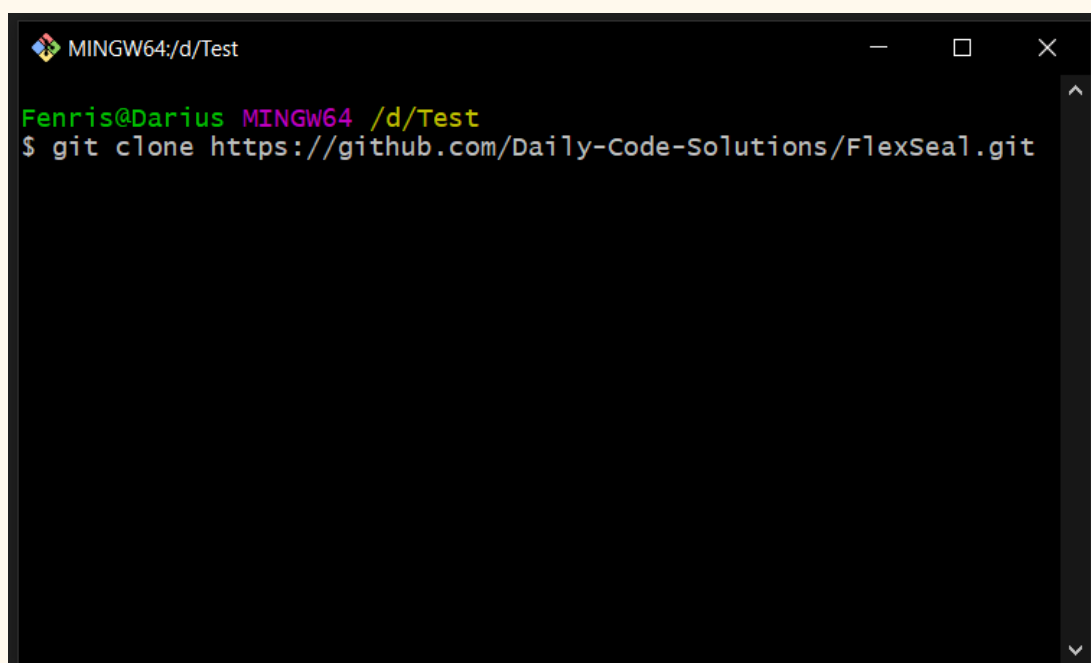 MINGW64:/d/Test
Fenris@Darius MINGW64 /d/Test
$ git clone https://github.com/Daily-Code-Solutions/FlexSeal.git